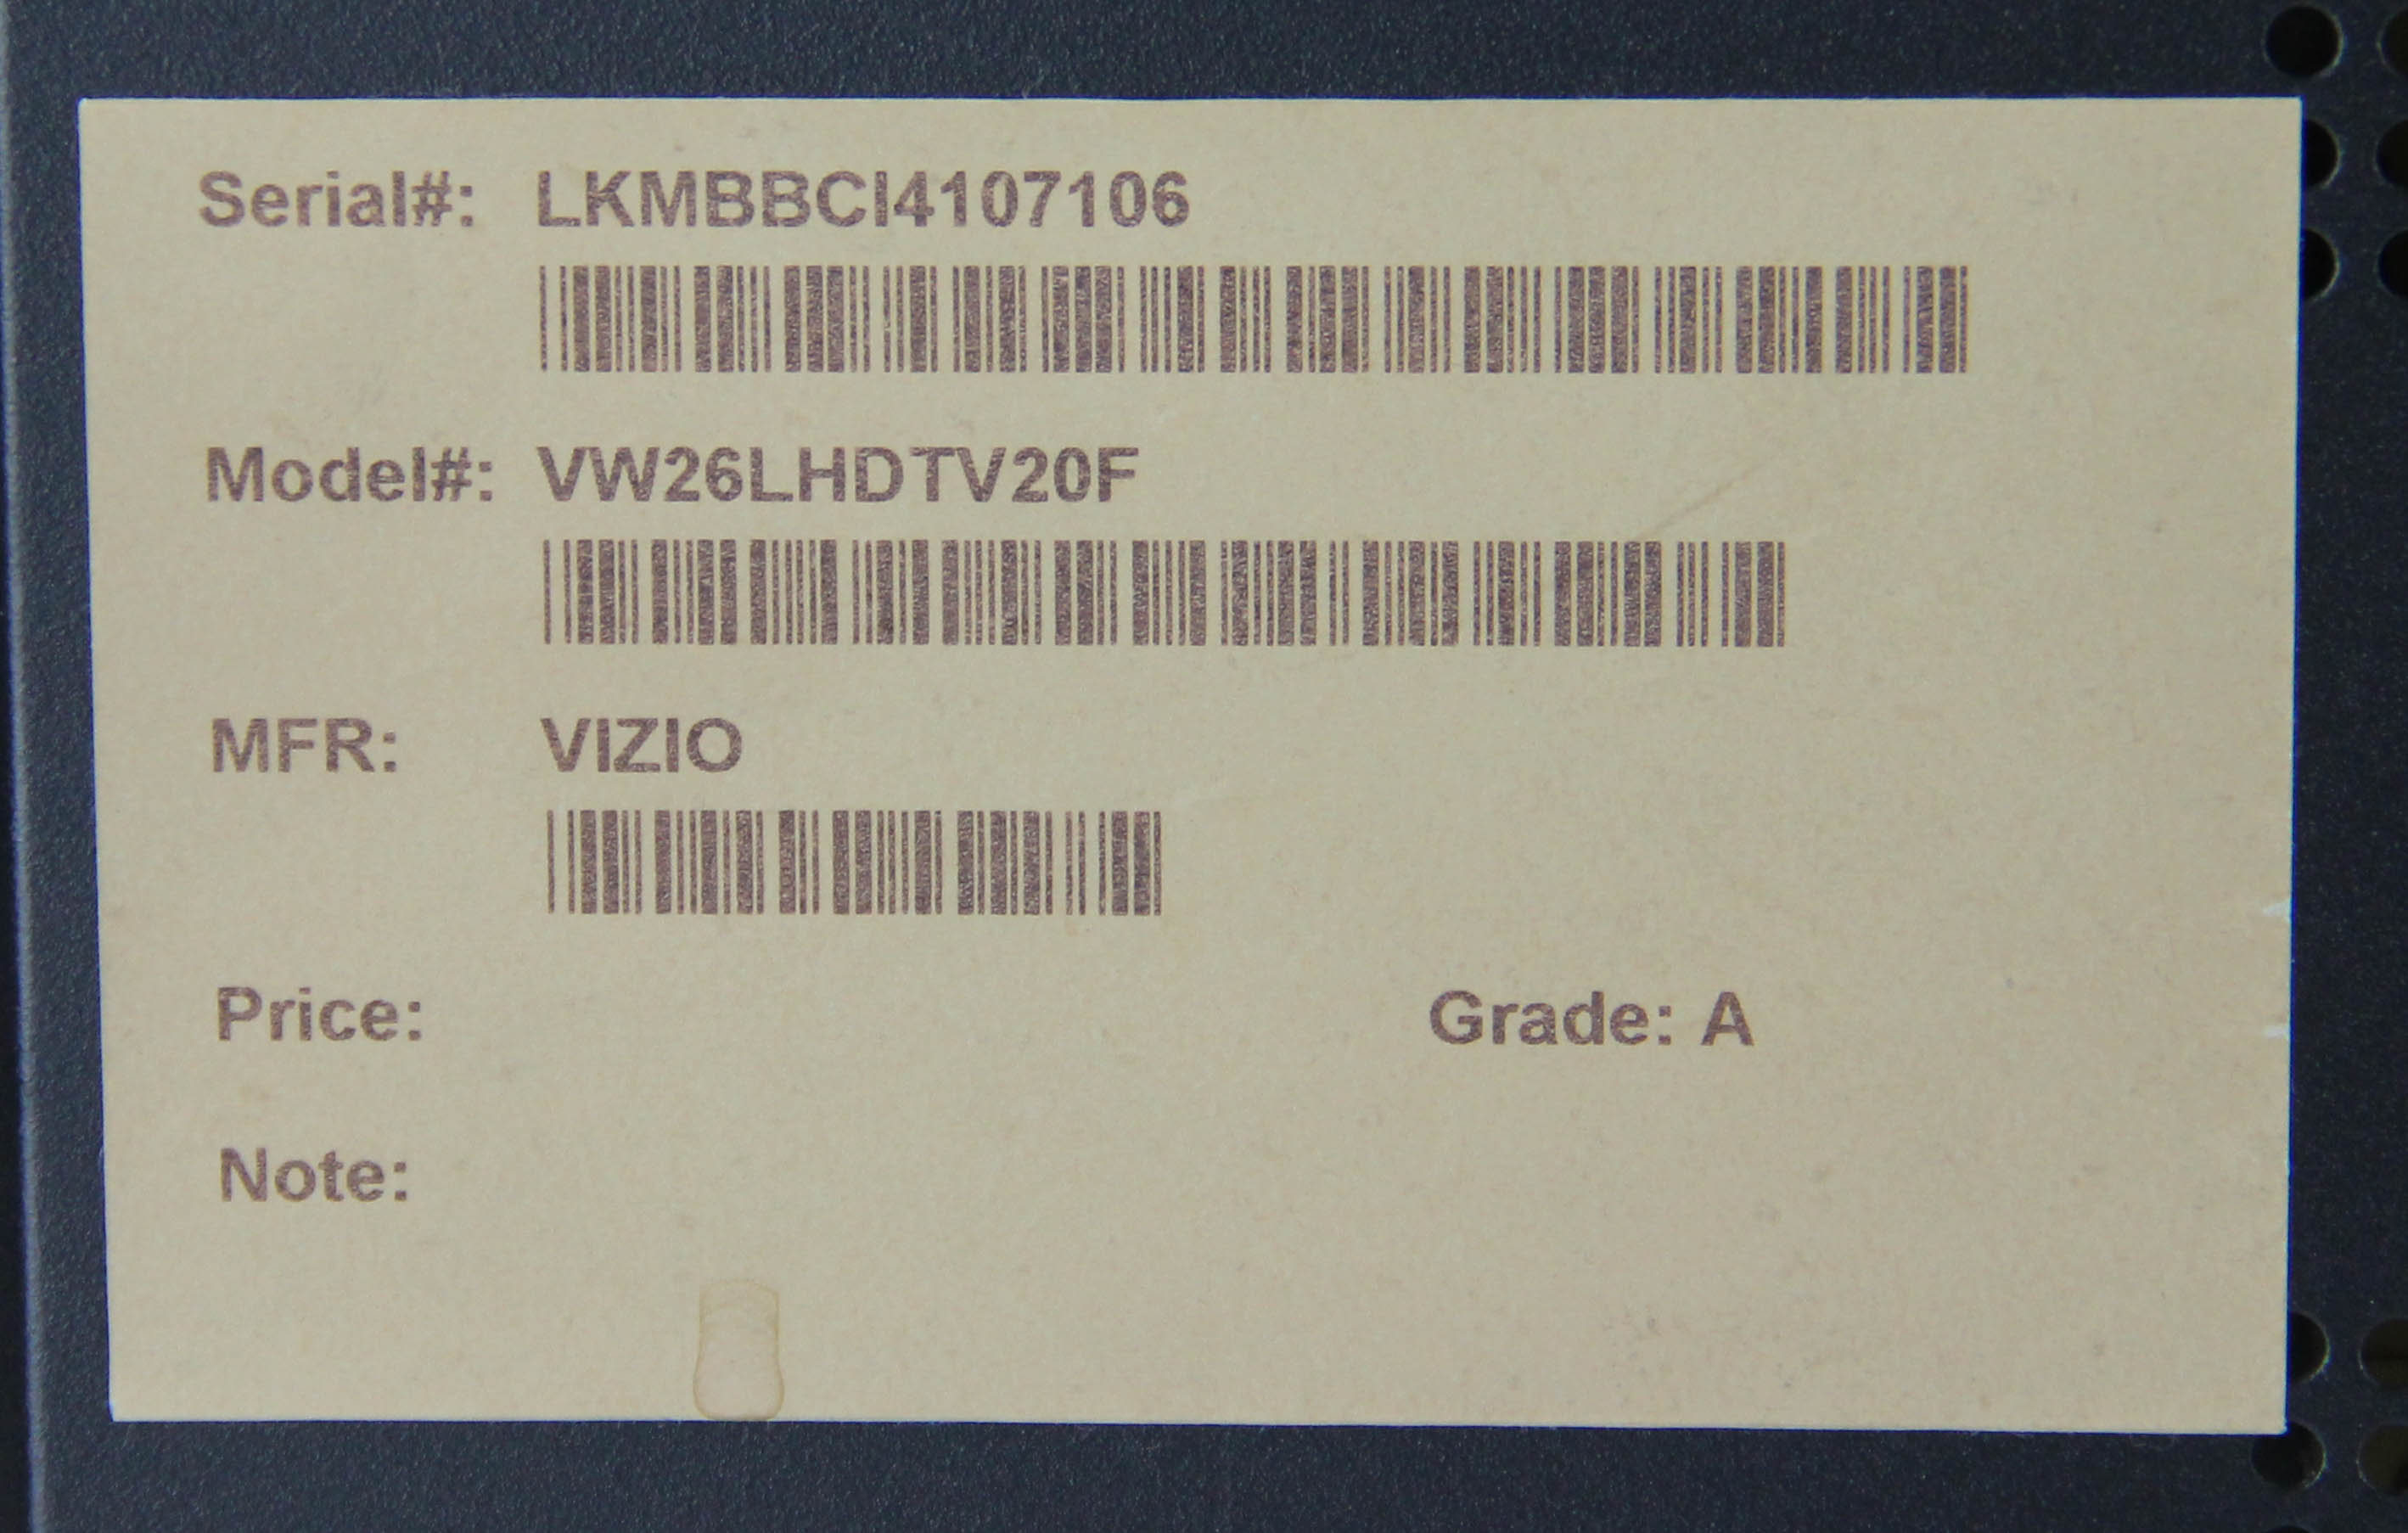 Serial#: LKMBBCI4107106
Model#: VW26LHDTV20F
MFR: VIZIO
Price:
Grade: A
Note: